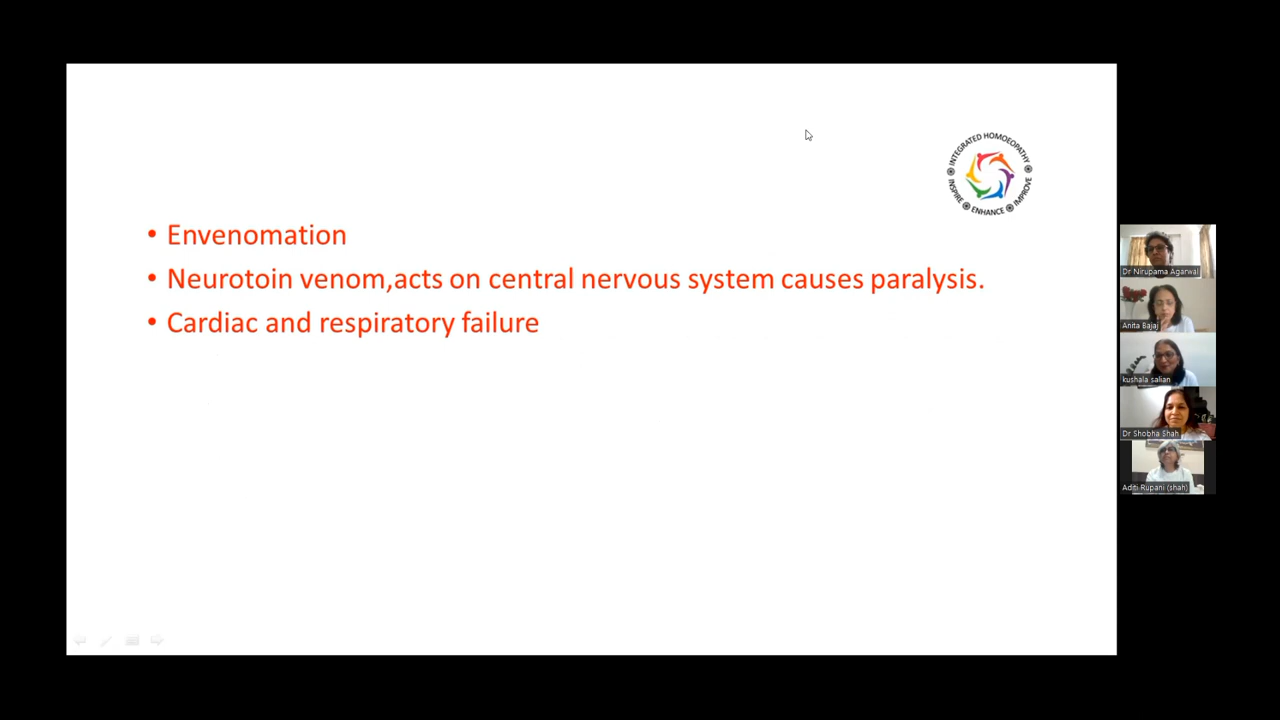 INTEGRATED HOMOEOPATHY
INSPIRE ENHANCE IMPROVE
• Envenomation
• Neurotoin venom,acts on central nervous system causes paralysis.
• Cardiac and respiratory failure
Dr Nirupama Agarwal
Anita Bajaj
kushala salian
Dr Shobha Shah
Aditi Rupani (shah)